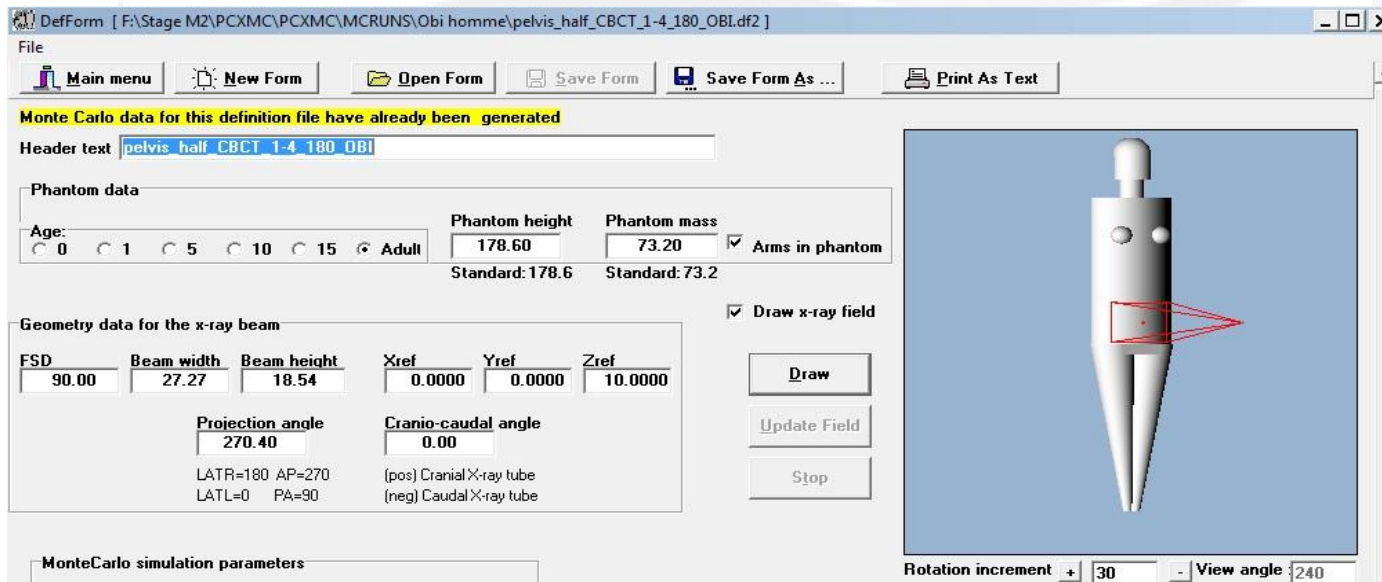 DefForm [ F:\Stage M2\PCXMC\PCXMC\MCRUNS\Obi homme\pelvis_half_CBCT_1-4_180_OBI.df2 ]
File
Main menu New Form Open Form Save Form Save Form As ... Print As Text
Monte Carlo data for this definition file have already been generated
Header text pelvis_half_CBCT_1-4_180_OBI
Phantom data
Age: Phantom height Phantom mass
0 1 5 10 15 Adult 178.60 73.20 Arms in phantom
Standard: 178.6 Standard: 73.2
Draw x-ray field
Geometry data for the x-ray beam
FSD Beam width Beam height Xref Yref Zref
90.00 27.27 18.54 0.0000 0.0000 10.0000
Draw
Projection angle Cranio-caudal angle
270.40 0.00
Update Field
LATR=180 AP=270 (pos) Cranial X-ray tube
LATL=0 PA=90 (neg) Caudal X-ray tube
Stop
MonteCarlo simulation parameters
Rotation increment + 30 - View angle : 240